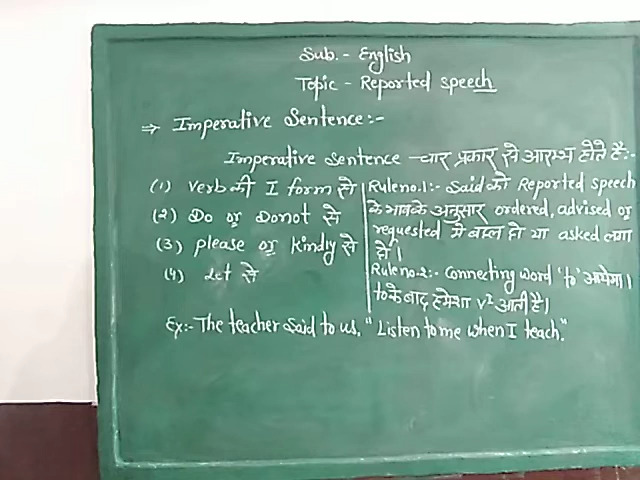 Sub. - English
Topic - Reported speech
⇒ Imperative Sentence:-
Imperative Sentence चार प्रकार से आरम्भ होते है:-
(1) Verb की I form से
(2) Do or Donot से
(3) please or Kindly से
(4) Let से
Rule no.1:- Said को Reported speech
के भाव के अनुसार ordered, advised or
requested में बदल दो या asked लगा
दो।
Rule no-2:- Connecting word 'to' आयेगा।
to के बाद हमेशा V¹ आती है।
Ex:- The teacher said to us, "Listen to me when I teach."